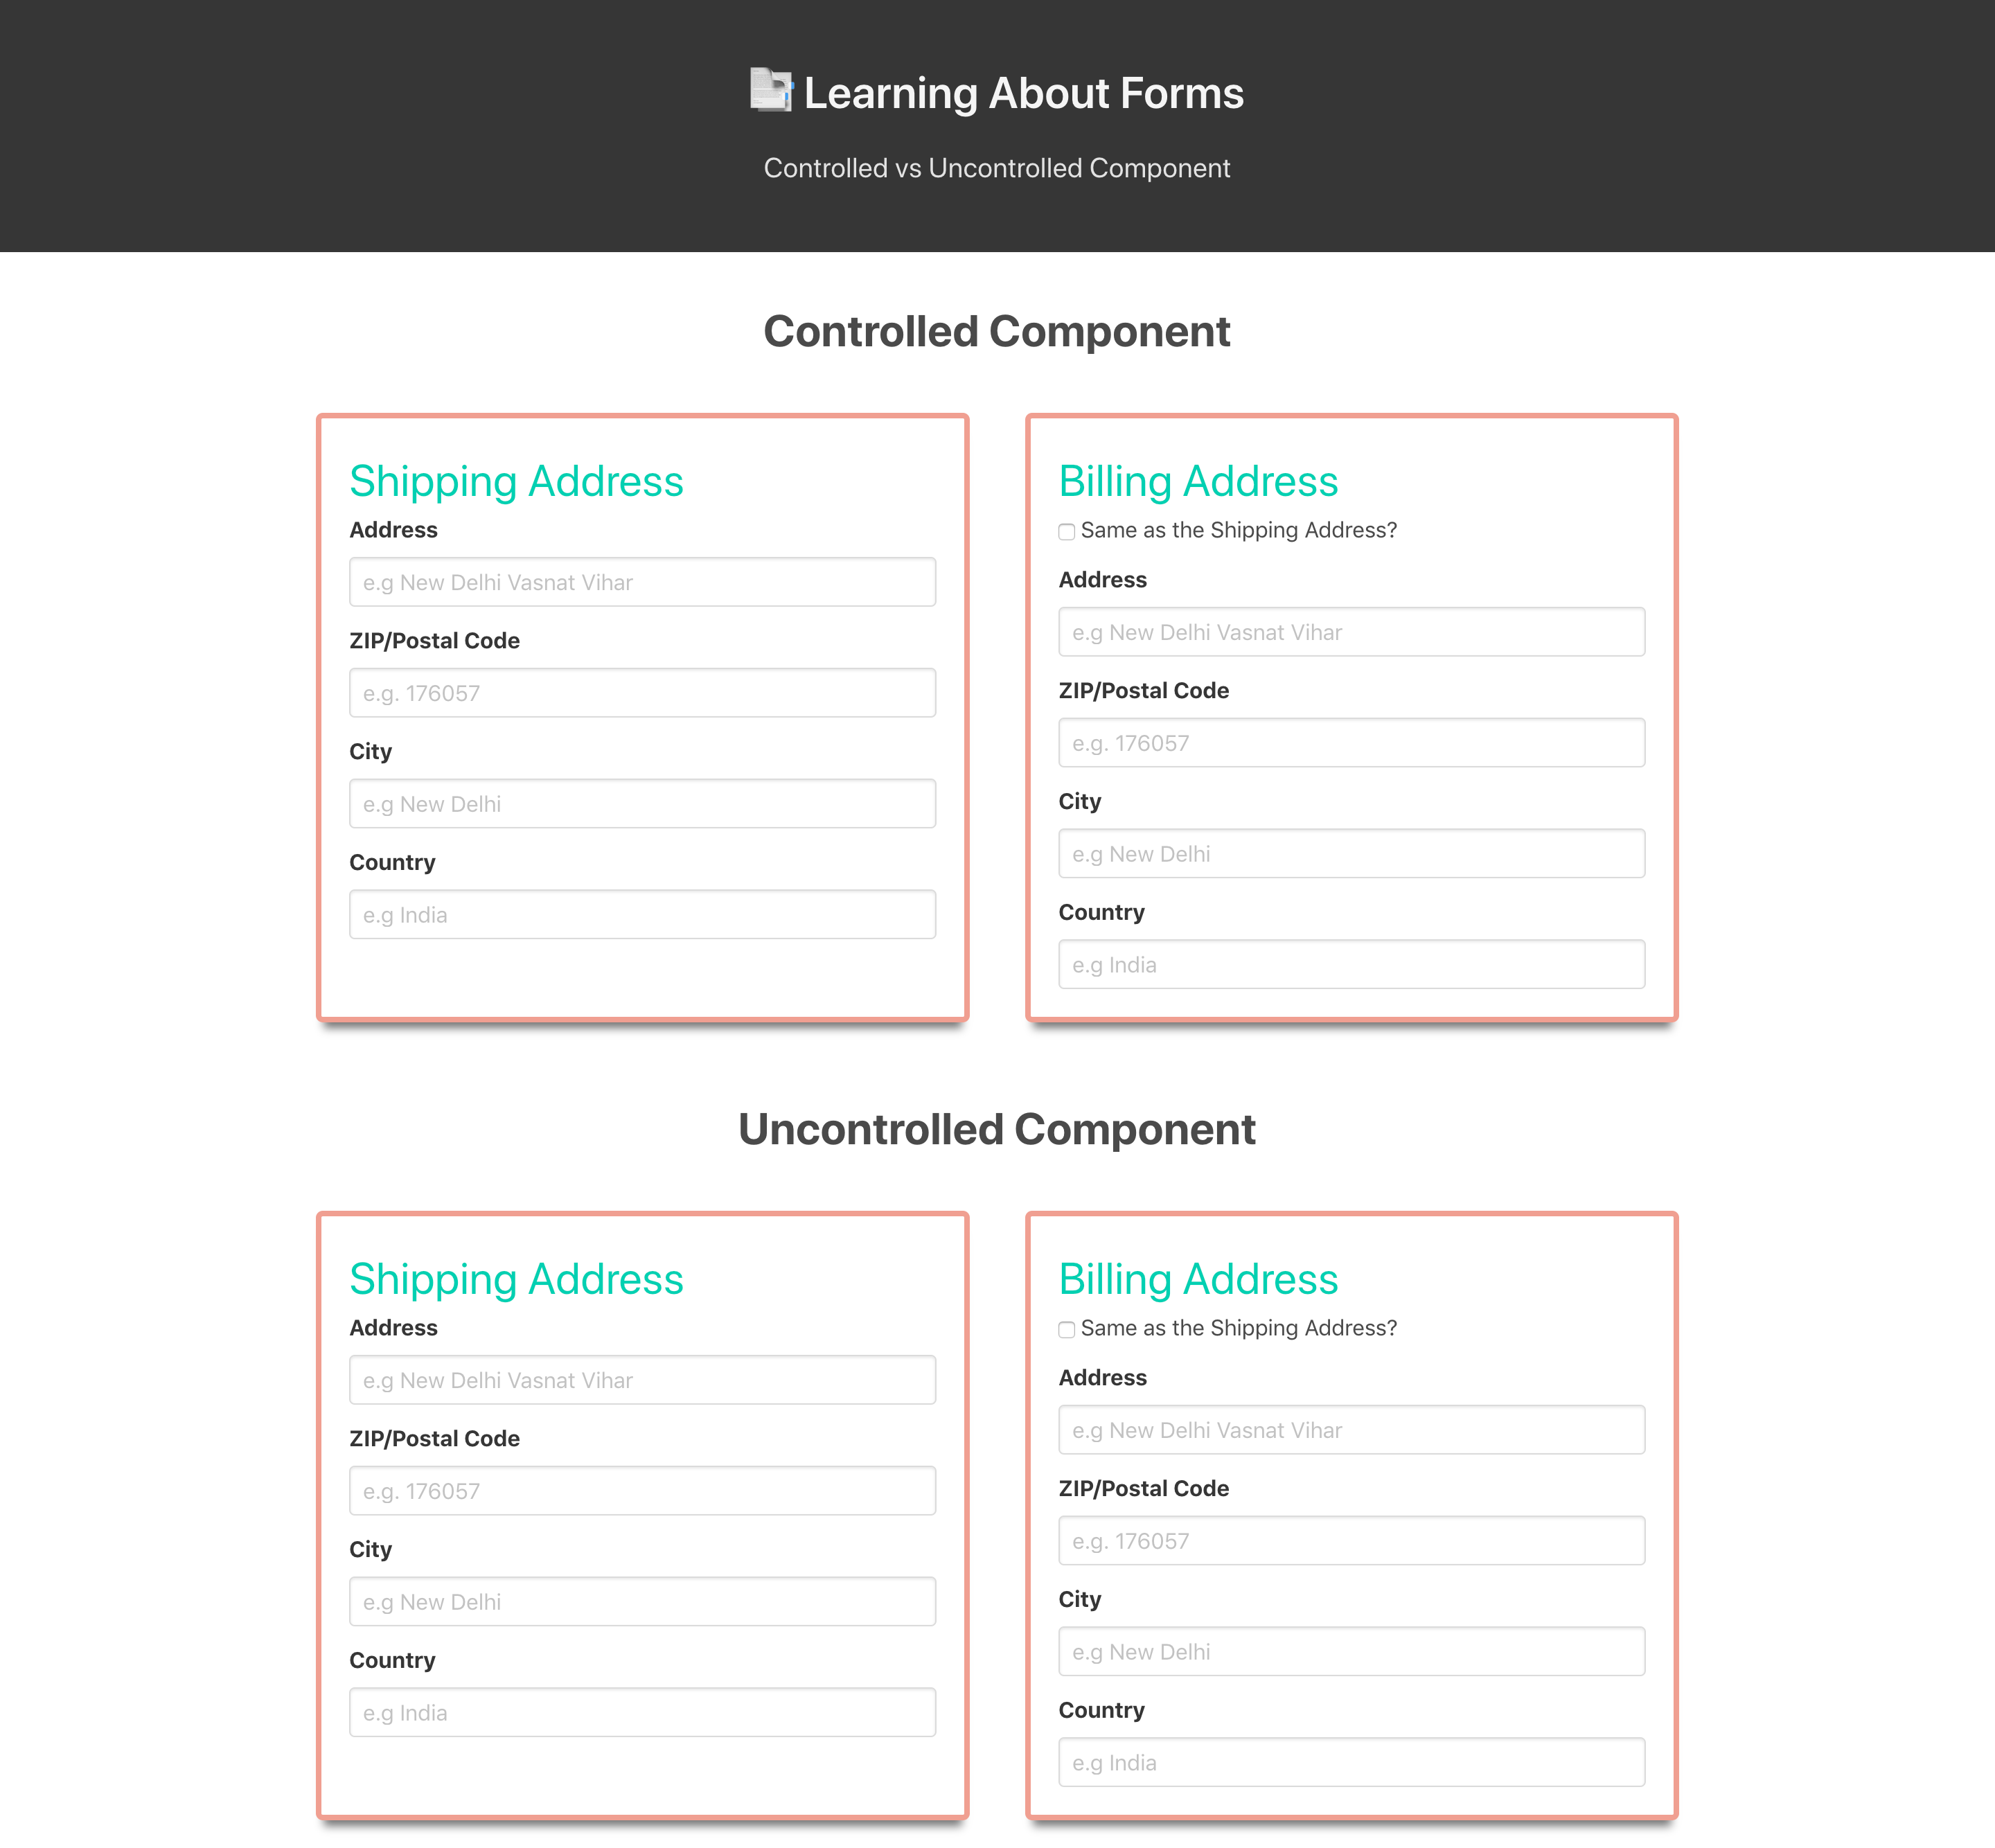 Learning About Forms
Controlled vs Uncontrolled Component
Controlled Component
Shipping Address
Address
e.g New Delhi Vasnat Vihar
ZIP/Postal Code
e.g. 176057
City
e.g New Delhi
Country
e.g India
Billing Address
Same as the Shipping Address?
Address
e.g New Delhi Vasnat Vihar
ZIP/Postal Code
e.g. 176057
City
e.g New Delhi
Country
e.g India
Uncontrolled Component
Shipping Address
Address
e.g New Delhi Vasnat Vihar
ZIP/Postal Code
e.g. 176057
City
e.g New Delhi
Country
e.g India
Billing Address
Same as the Shipping Address?
Address
e.g New Delhi Vasnat Vihar
ZIP/Postal Code
e.g. 176057
City
e.g New Delhi
Country
e.g India